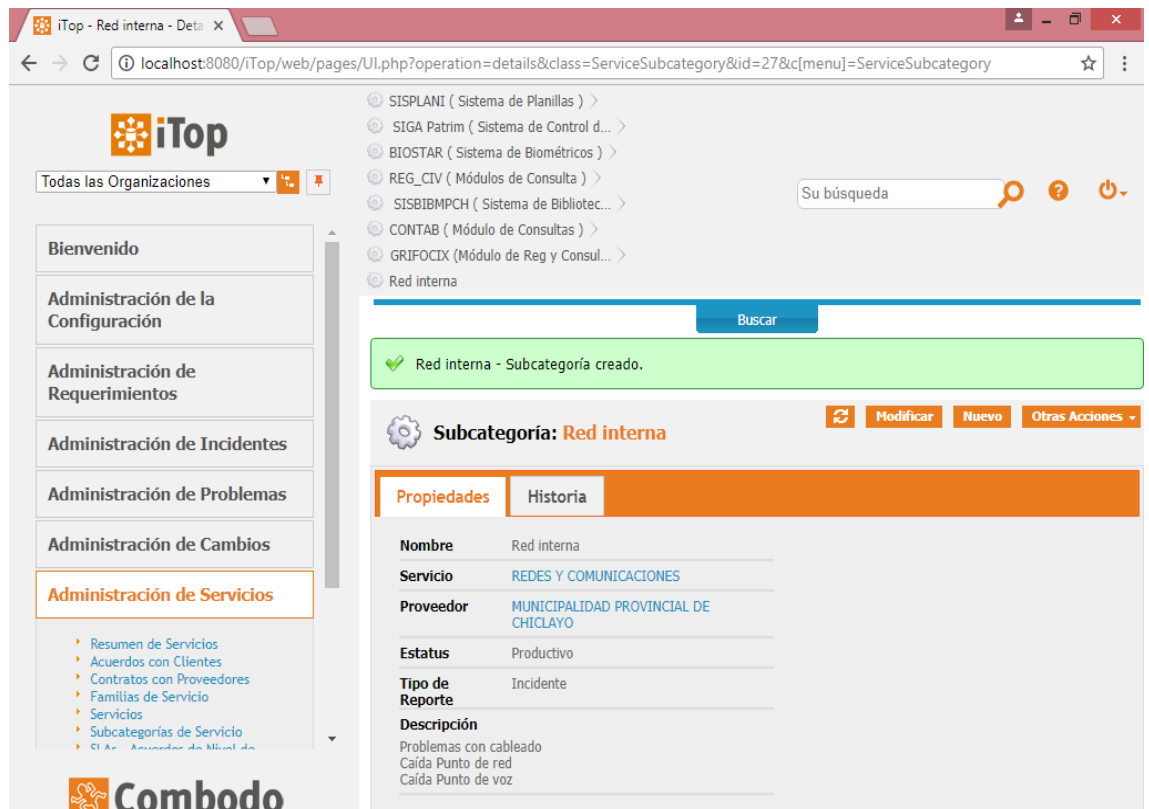 iTop - Red interna - Deta
localhost:8080/iTop/web/pages/UI.php?operation=details&class=ServiceSubcategory&id=27&c[menu]=ServiceSubcategory
iTop
Todas las Organizaciones
Bienvenido
Administración de la
Configuración
Administración de
Requerimientos
Administración de Incidentes
Administración de Problemas
Administración de Cambios
Administración de Servicios
Resumen de Servicios
Acuerdos con Clientes
Contratos con Proveedores
Familias de Servicio
Servicios
Subcategorías de Servicio
SLAs - Acuerdos de Nivel de
Combodo
SISPLANI ( Sistema de Planillas )
SIGA Patrim ( Sistema de Control d...
BIOSTAR ( Sistema de Biométricos )
REG_CIV ( Módulos de Consulta )
SISBIBMPCH ( Sistema de Bibliotec...
CONTAB ( Módulo de Consultas )
GRIFOCIX (Módulo de Reg y Consul...
Red interna
Su búsqueda
Buscar
Red interna - Subcategoría creado.
Subcategoría: Red interna
Modificar Nuevo Otras Acciones
Propiedades Historia
Nombre Red interna
Servicio REDES Y COMUNICACIONES
Proveedor MUNICIPALIDAD PROVINCIAL DE
CHICLAYO
Estatus Productivo
Tipo de Incidente
Reporte
Descripción
Problemas con cableado
Caída Punto de red
Caída Punto de voz